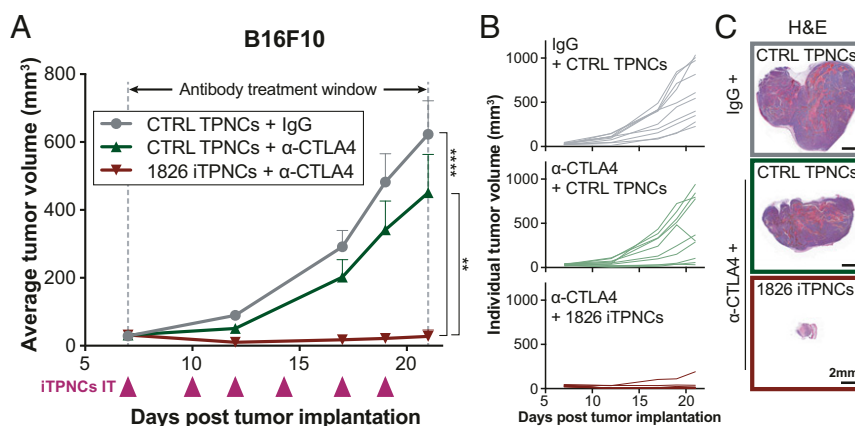 A
B16F10
Average tumor volume (mm³)
800
600
400
200
0
Antibody treatment window
CTRL TPNCs + IgG
CTRL TPNCs + α-CTLA4
1826 iTPNCs + α-CTLA4
****
**
5
10
15
20
iTPNCs IT
Days post tumor implantation
B
Individual tumor volume (mm³)
IgG
+ CTRL TPNCs
1000
500
0
α-CTLA4
+ CTRL TPNCs
1000
500
0
α-CTLA4
+ 1826 iTPNCs
1000
500
0
5
10
15
20
Days post tumor implantation
C
H&E
IgG +
CTRL TPNCs
α-CTLA4 +
CTRL TPNCs
1826 iTPNCs
2mm